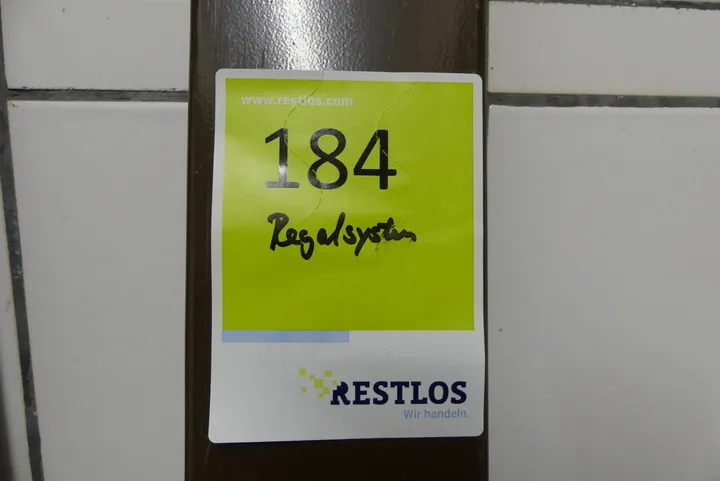 www.restlos.com
184
Regalsystem
RESTLOS
Wir handeln.